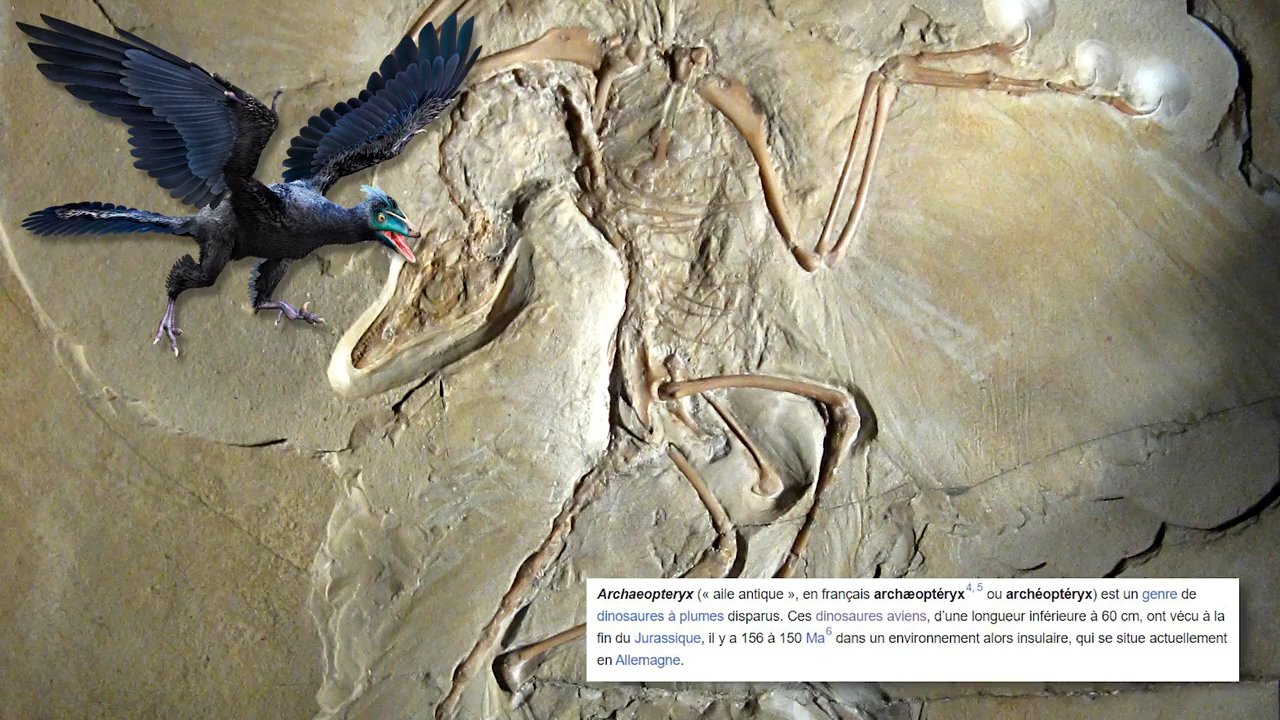 Archaeopteryx (« aile antique », en français archæoptéryx4, 5 ou archéoptéryx) est un genre de
dinosaures à plumes disparus. Ces dinosaures aviens, d'une longueur inférieure à 60 cm, ont vécu à la
fin du Jurassique, il y a 156 à 150 Ma6 dans un environnement alors insulaire, qui se situe actuellement
en Allemagne.